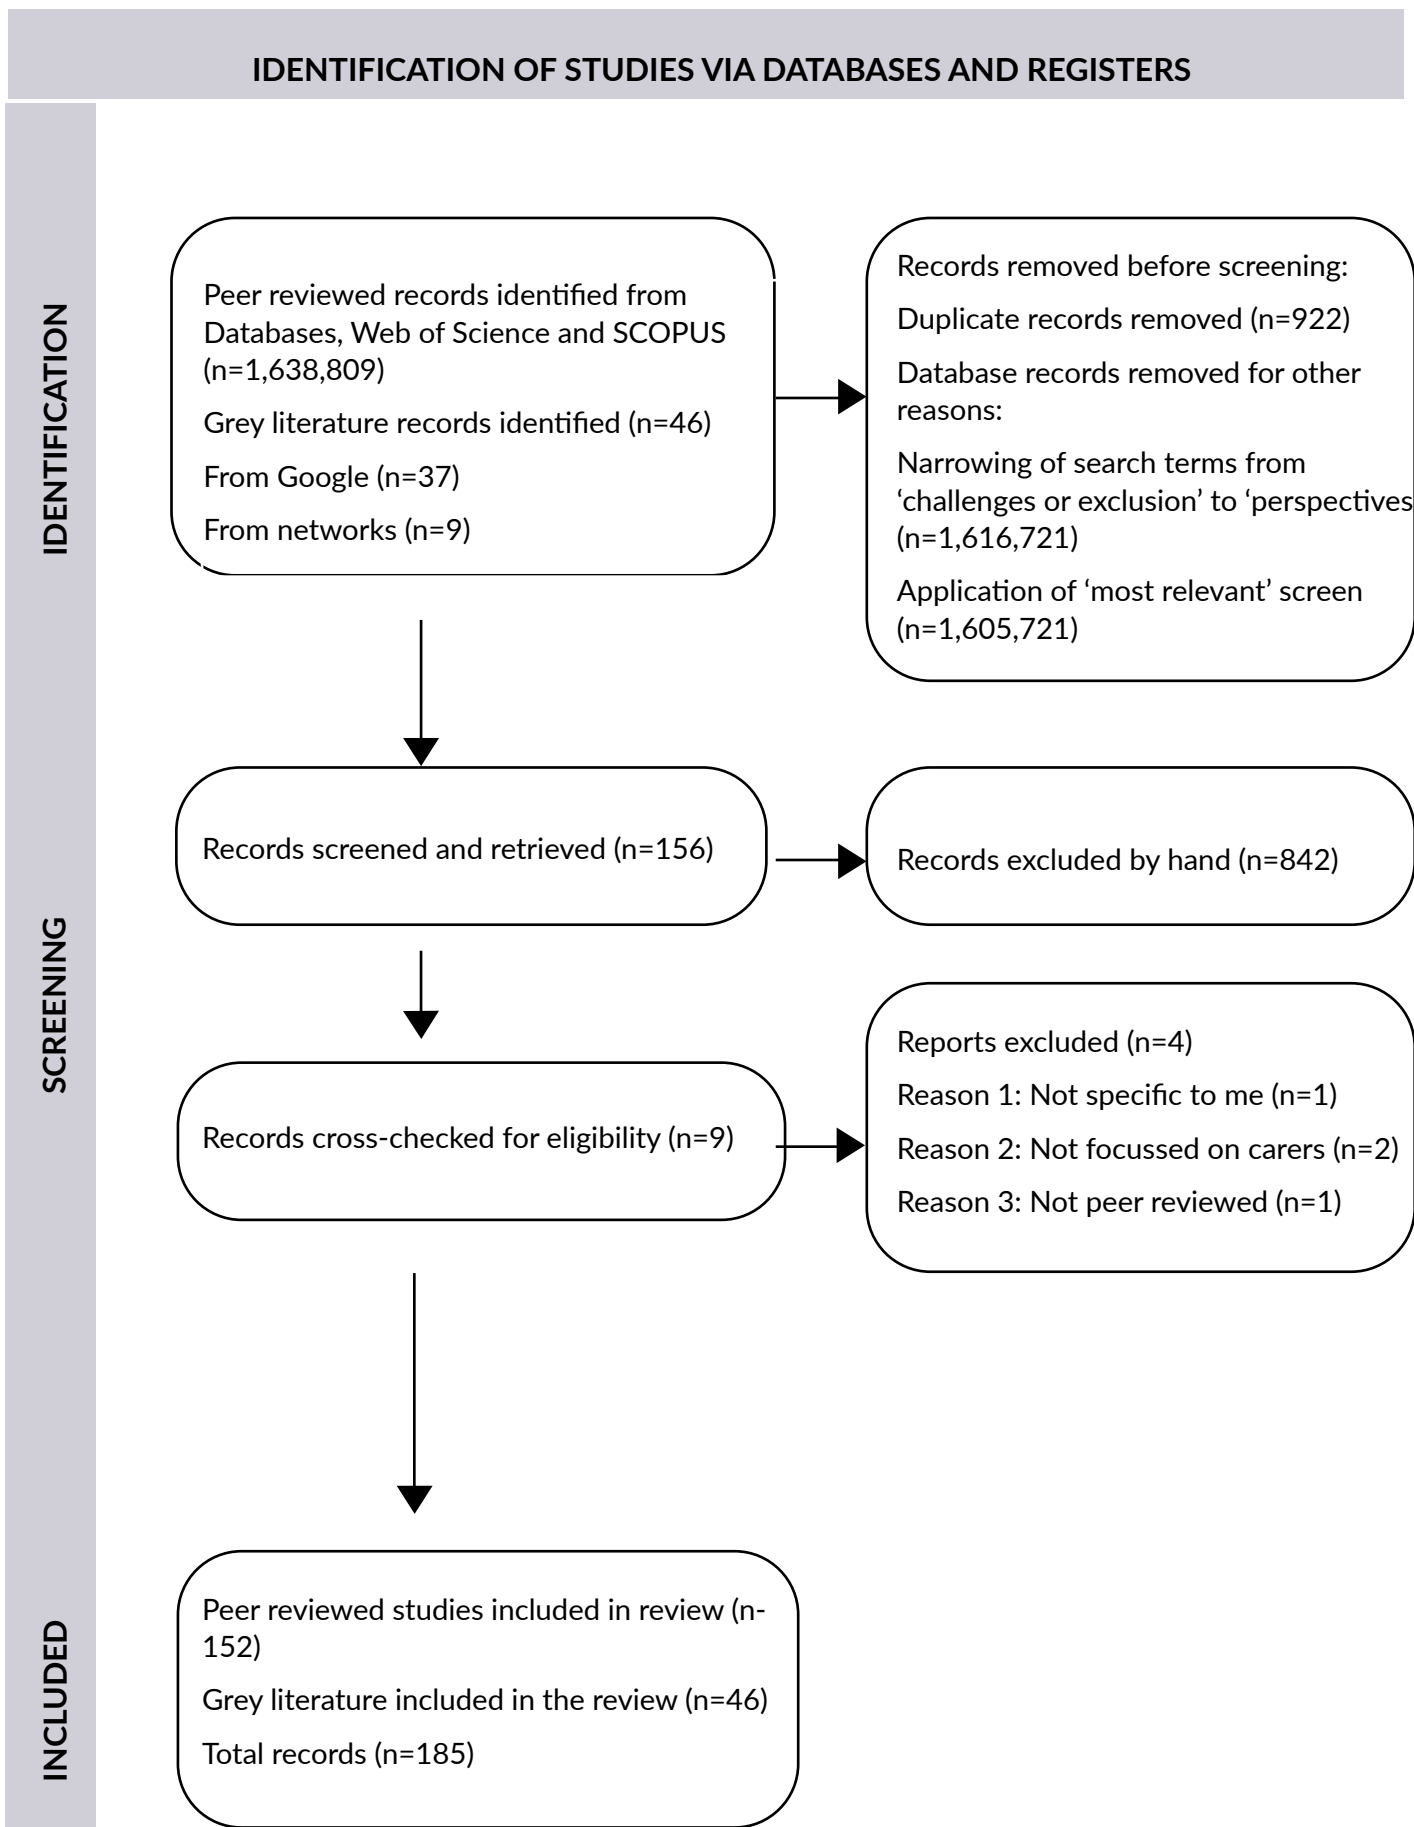 IDENTIFICATION OF STUDIES VIA DATABASES AND REGISTERS
IDENTIFICATION
Peer reviewed records identified from
Databases, Web of Science and SCOPUS
(n=1,638,809)
Grey literature records identified (n=46)
From Google (n=37)
From networks (n=9)
Records removed before screening:
Duplicate records removed (n=922)
Database records removed for other
reasons:
Narrowing of search terms from
‘challenges or exclusion’ to ‘perspectives
(n=1,616,721)
Application of ‘most relevant’ screen
(n=1,605,721)
SCREENING
Records screened and retrieved (n=156)
Records excluded by hand (n=842)
Records cross-checked for eligibility (n=9)
Reports excluded (n=4)
Reason 1: Not specific to me (n=1)
Reason 2: Not focussed on carers (n=2)
Reason 3: Not peer reviewed (n=1)
INCLUDED
Peer reviewed studies included in review (n-
152)
Grey literature included in the review (n=46)
Total records (n=185)